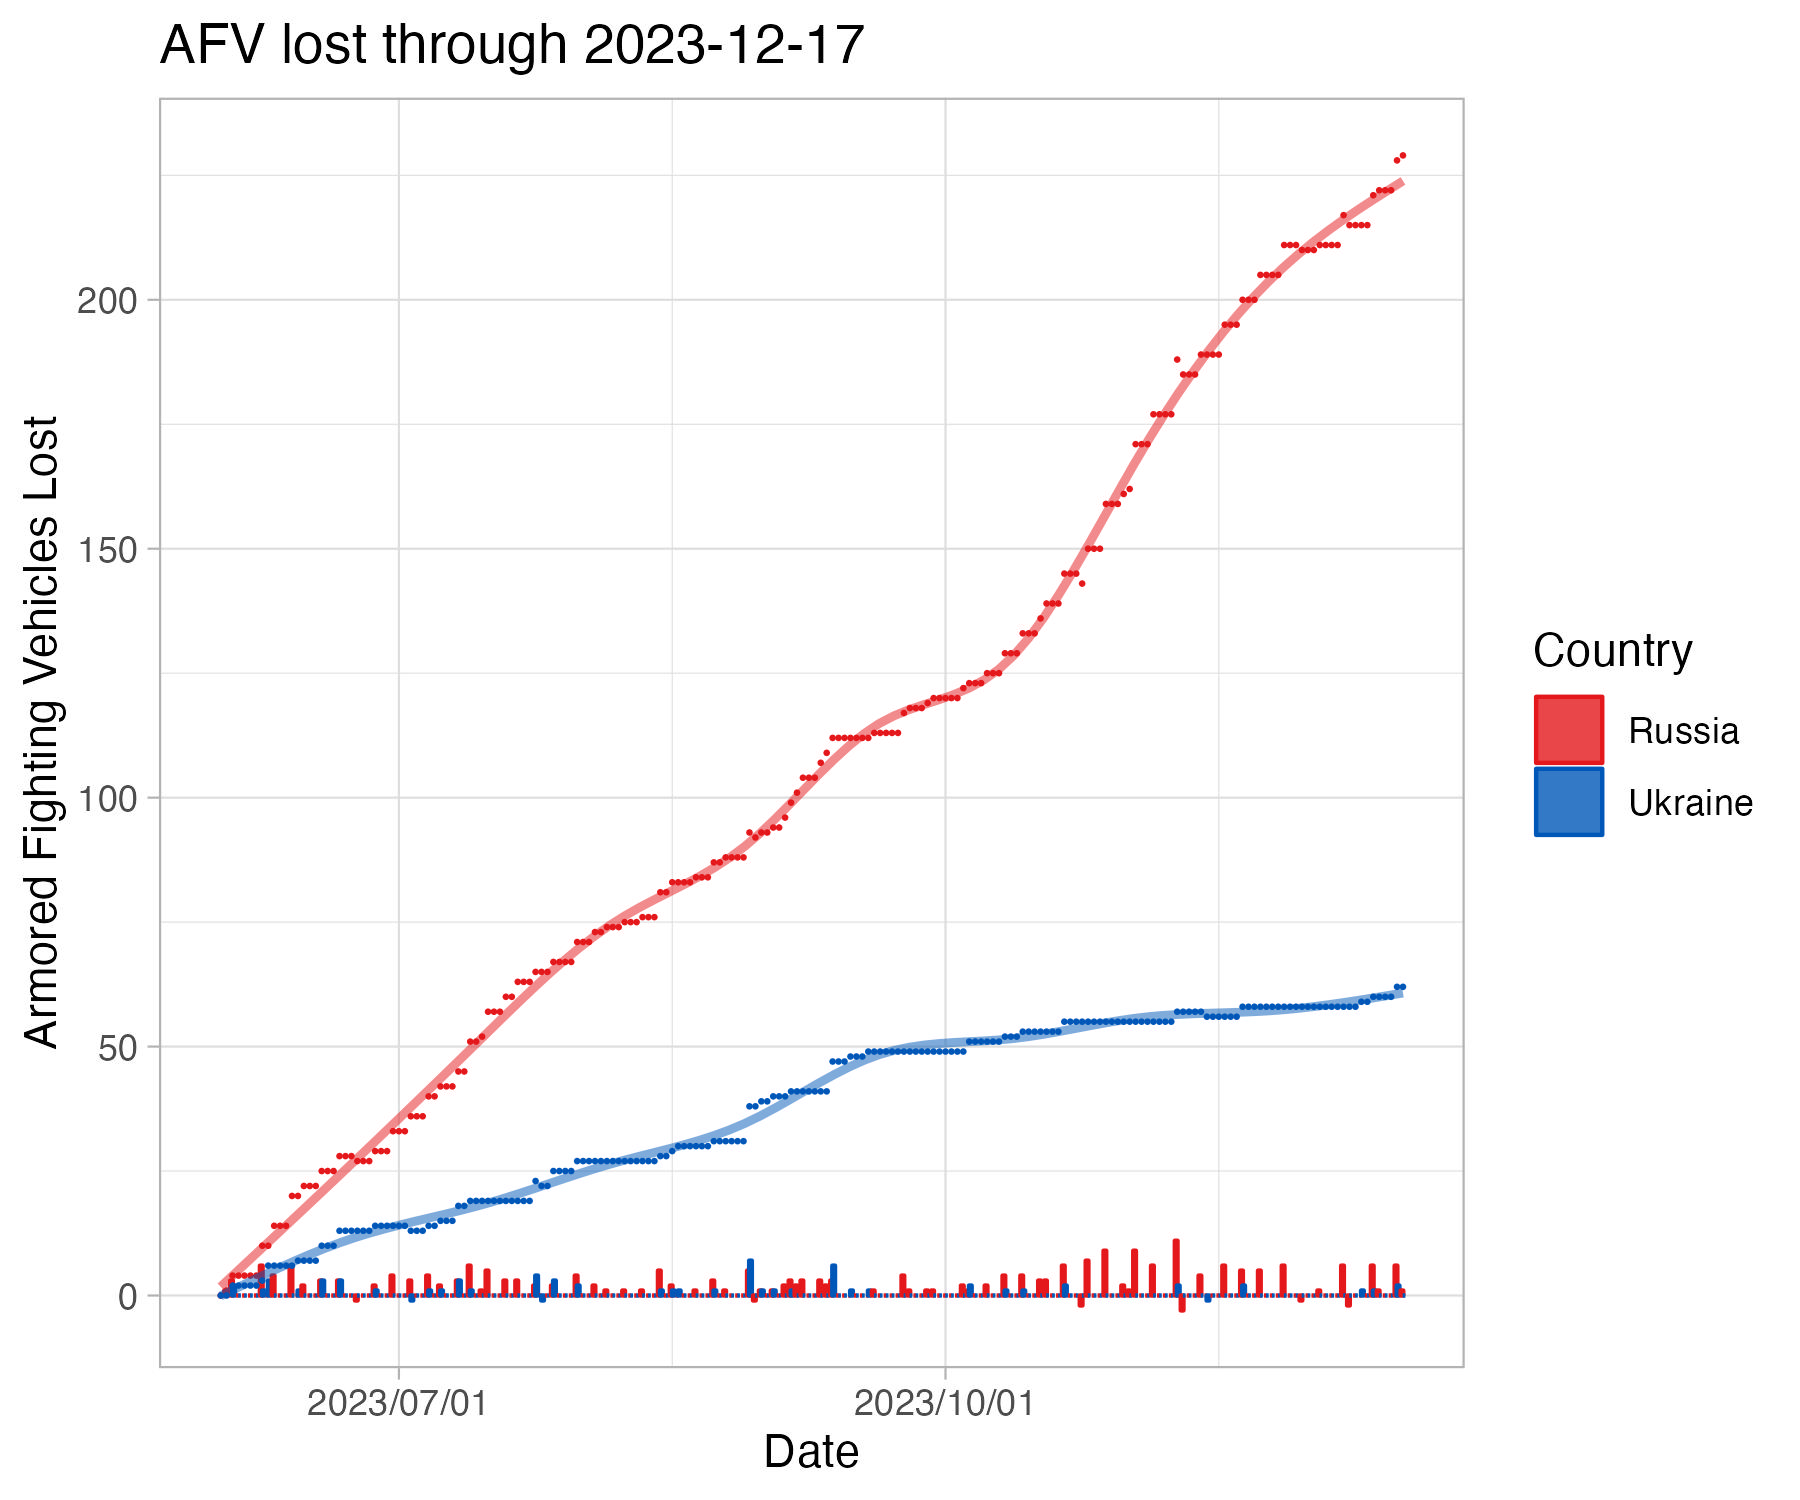 AFV lost through 2023-12-17
Armored Fighting Vehicles Lost
200
150
100
50
0
2023/07/01
2023/10/01
Date
Country
Russia
Ukraine